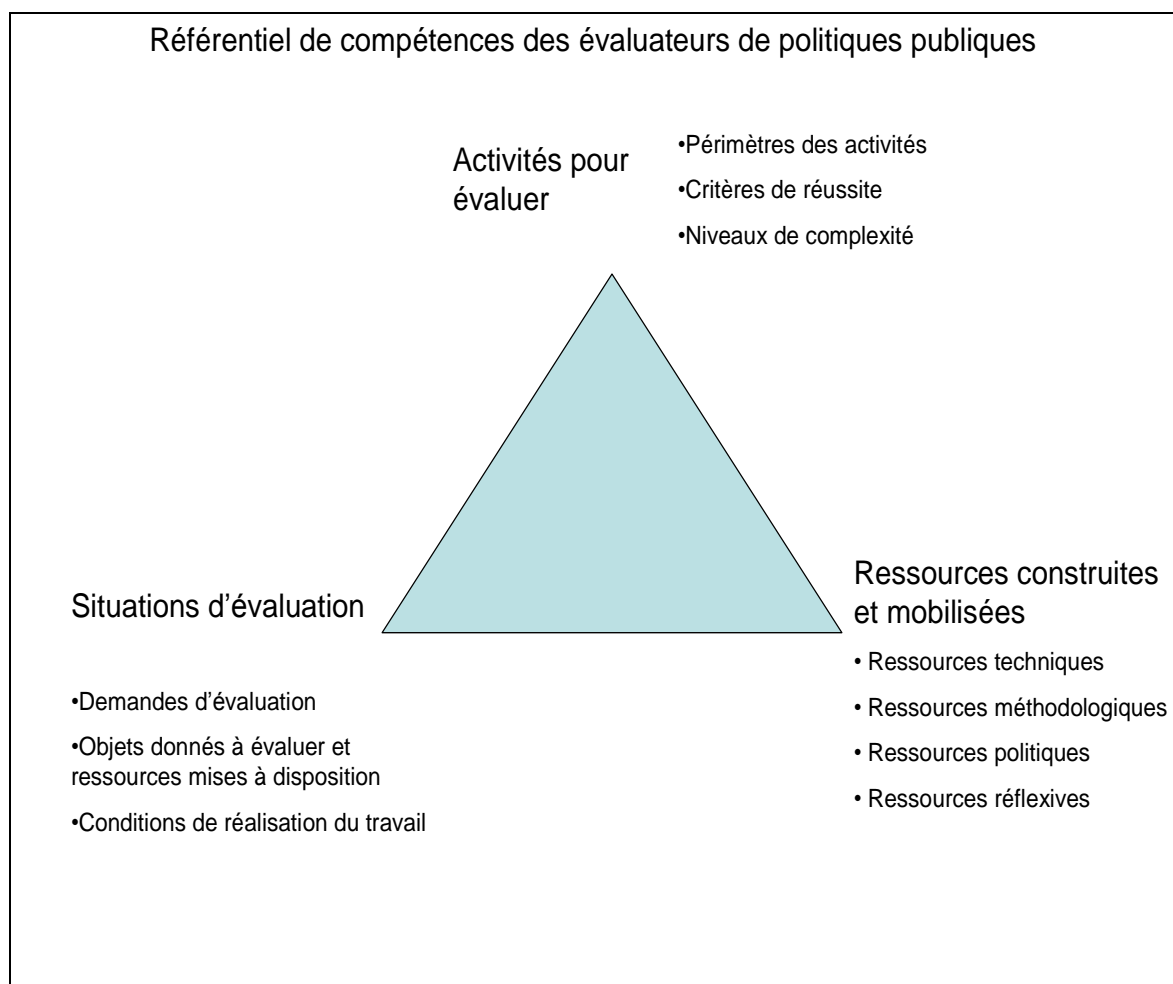 Référentiel de compétences des évaluateurs de politiques publiques
Activités pour
évaluer
•Périmètres des activités
•Critères de réussite
•Niveaux de complexité
Situations d’évaluation
•Demandes d’évaluation
•Objets donnés à évaluer et
ressources mises à disposition
•Conditions de réalisation du travail
Ressources construites
et mobilisées
• Ressources techniques
• Ressources méthodologiques
• Ressources politiques
• Ressources réflexives